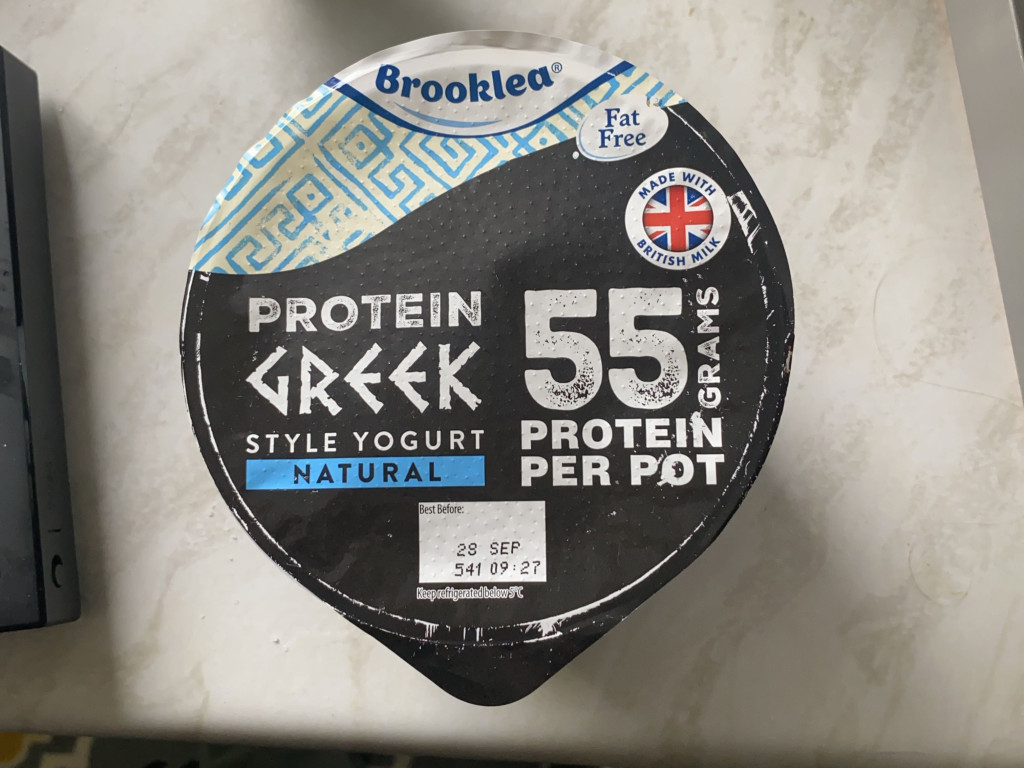 Brooklea®
Fat
Free
MADE WITH
BRITISH MILK
PROTEIN
GREEK
STYLE YOGURT
NATURAL
55
GRAMS
PROTEIN
PER POT
Best Before:
28 SEP
541 09:27
Keep refrigerated below 5°C